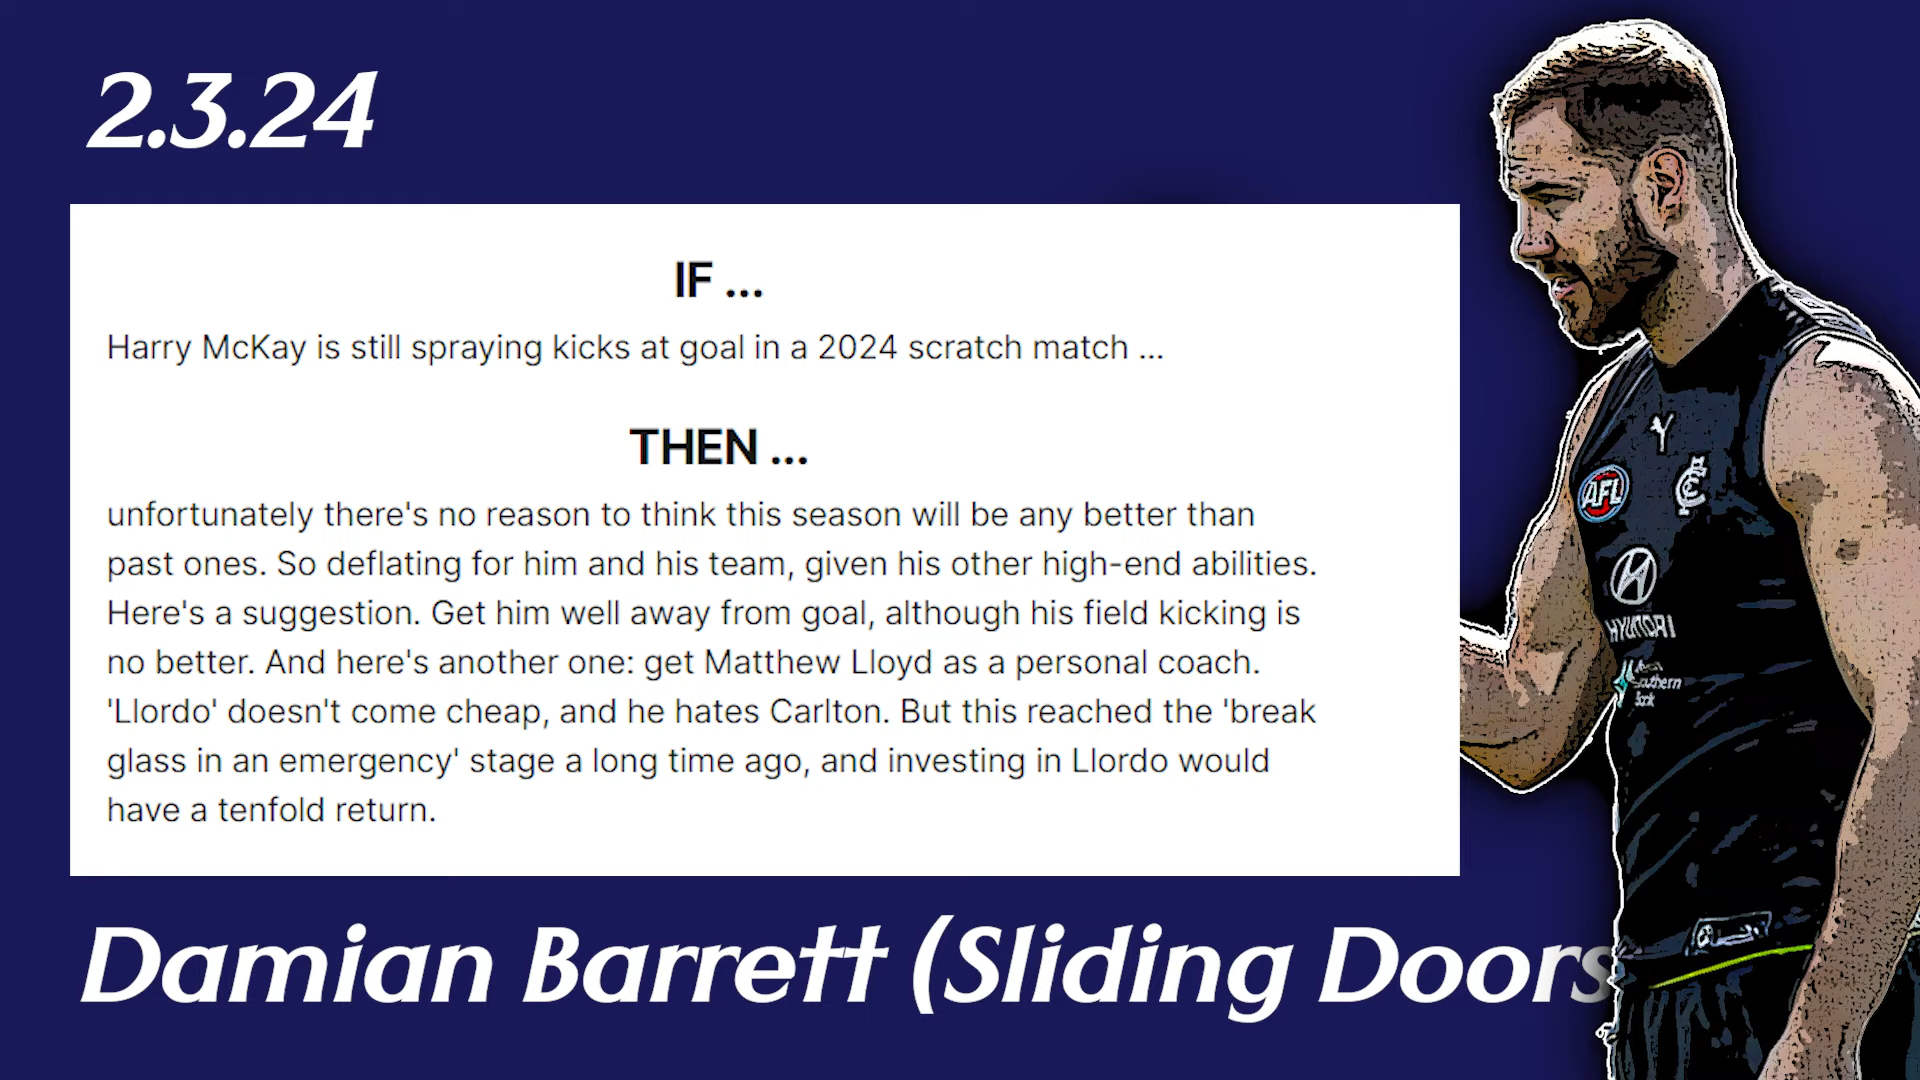 2.3.24
IF ...
Harry McKay is still spraying kicks at goal in a 2024 scratch match ...
THEN ...
unfortunately there's no reason to think this season will be any better than
past ones. So deflating for him and his team, given his other high-end abilities.
Here's a suggestion. Get him well away from goal, although his field kicking is
no better. And here's another one: get Matthew Lloyd as a personal coach.
'Llordo' doesn't come cheap, and he hates Carlton. But this reached the 'break
glass in an emergency' stage a long time ago, and investing in Llordo would
have a tenfold return.
AFL
HYUNDAI
Southern
Bank
Damian Barrett (Sliding Doors